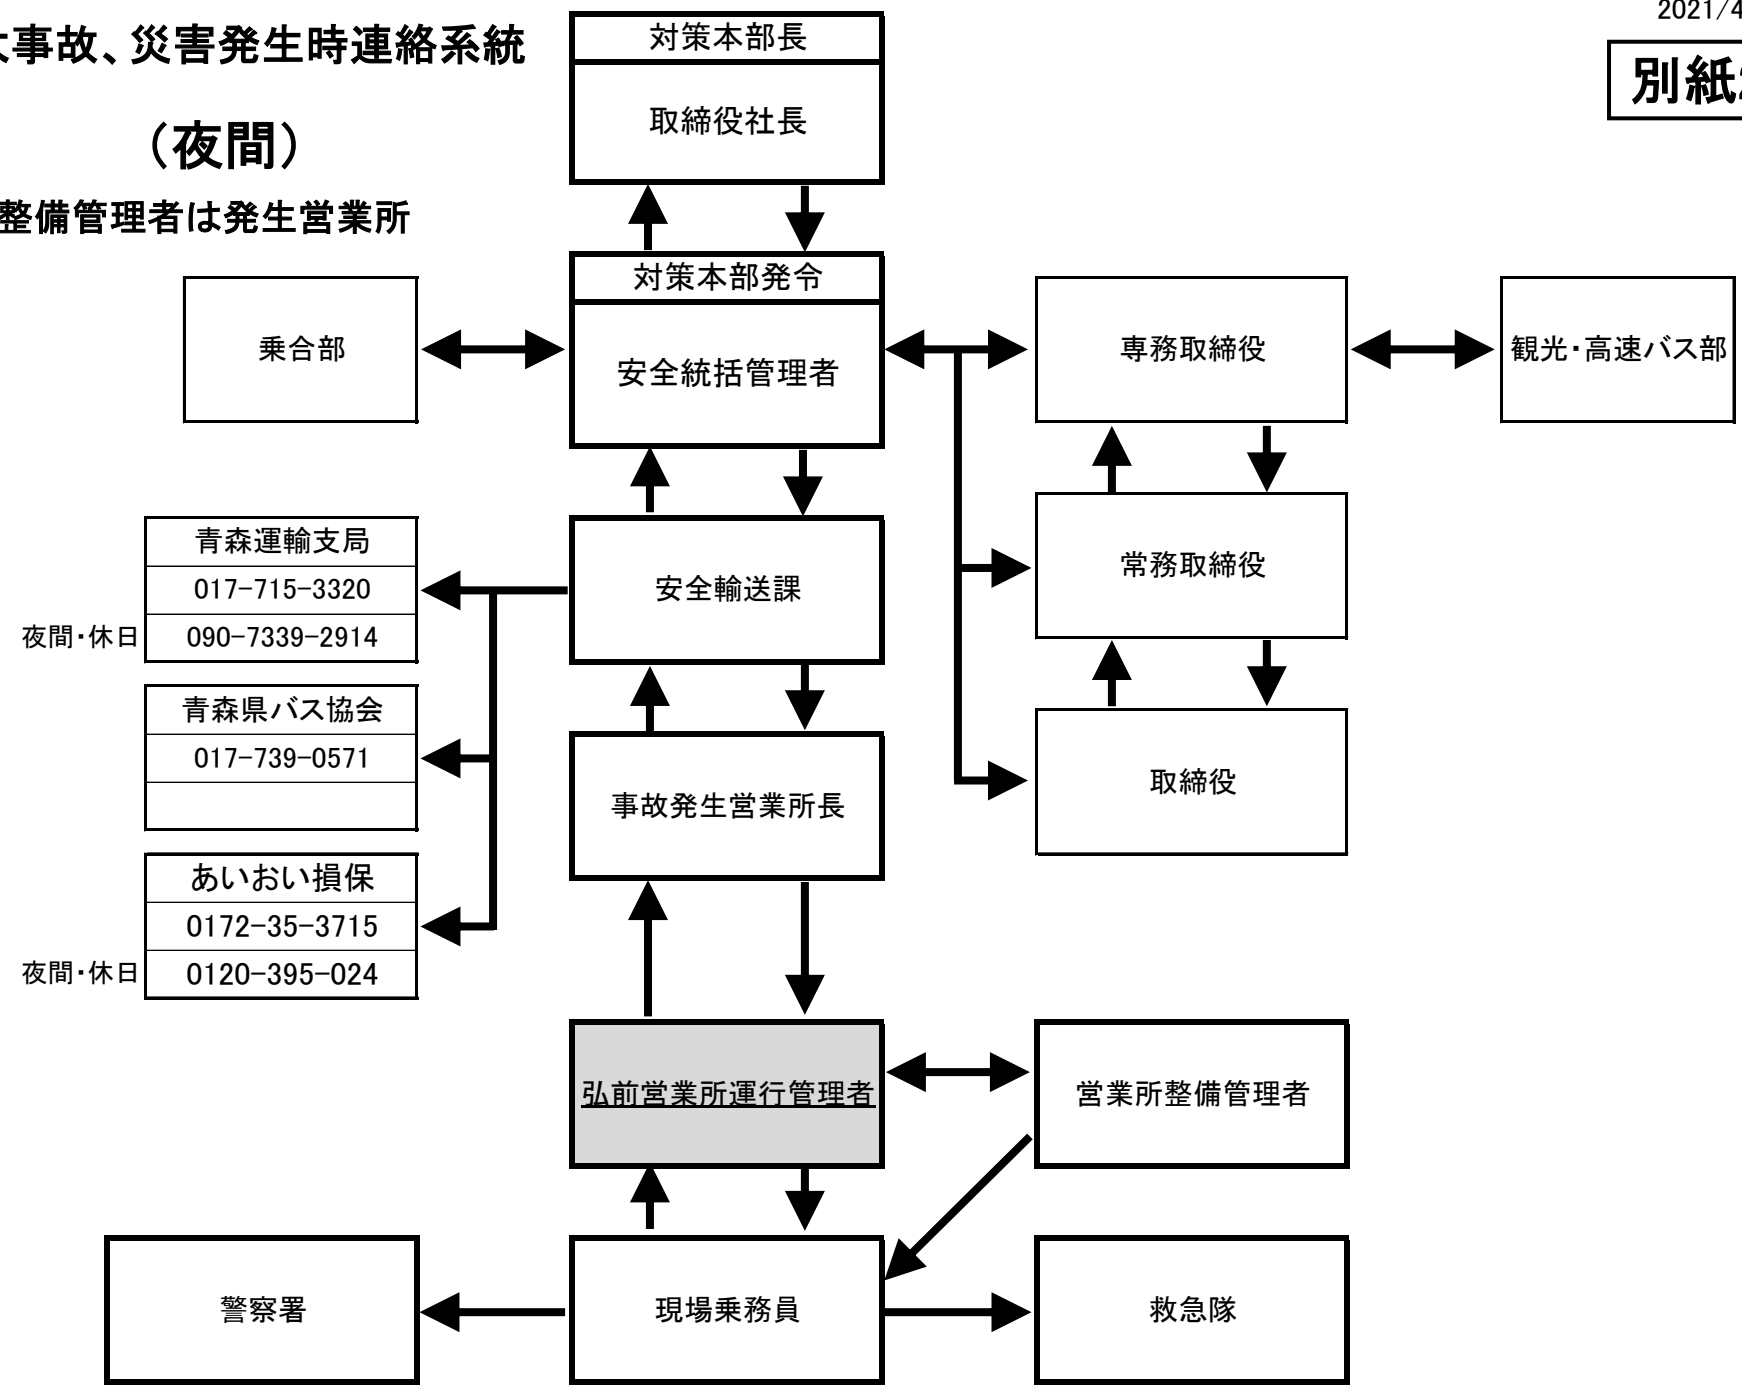 2021/4
大事故、災害発生時連絡系統
別紙
（夜間）
整備管理者は発生営業所
対策本部長
取締役社長
対策本部発令
安全統括管理者
乗合部
専務取締役
観光・高速バス部
常務取締役
取締役
安全輸送課
青森運輸支局
017-715-3320
夜間・休日
090-7339-2914
青森県バス協会
017-739-0571
事故発生営業所長
あいおい損保
0172-35-3715
夜間・休日
0120-395-024
弘前営業所運行管理者
営業所整備管理者
警察署
現場乗務員
救急隊